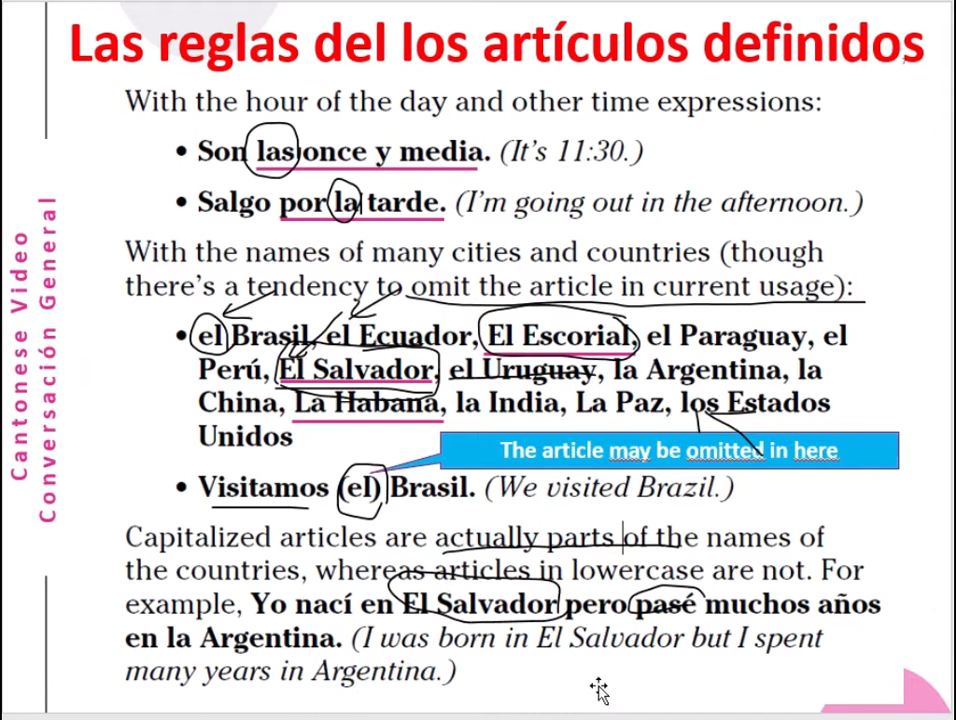 Las reglas del los artículos definidos
With the hour of the day and other time expressions:
• Son las once y media. (It's 11:30.)
• Salgo por la tarde. (I'm going out in the afternoon.)
With the names of many cities and countries (though
there's a tendency to omit the article in current usage):
• el Brasil, el Ecuador, El Escorial, el Paraguay, el
Perú, El Salvador, el Uruguay, la Argentina, la
China, La Habana, la India, La Paz, los Estados
Unidos
The article may be omitted in here
• Visitamos (el) Brasil. (We visited Brazil.)
Capitalized articles are actually parts of the names of
the countries, whereas articles in lowercase are not. For
example, Yo nací en El Salvador pero pasé muchos años
en la Argentina. (I was born in El Salvador but I spent
many years in Argentina.)
Cantonese Video
Conversación General